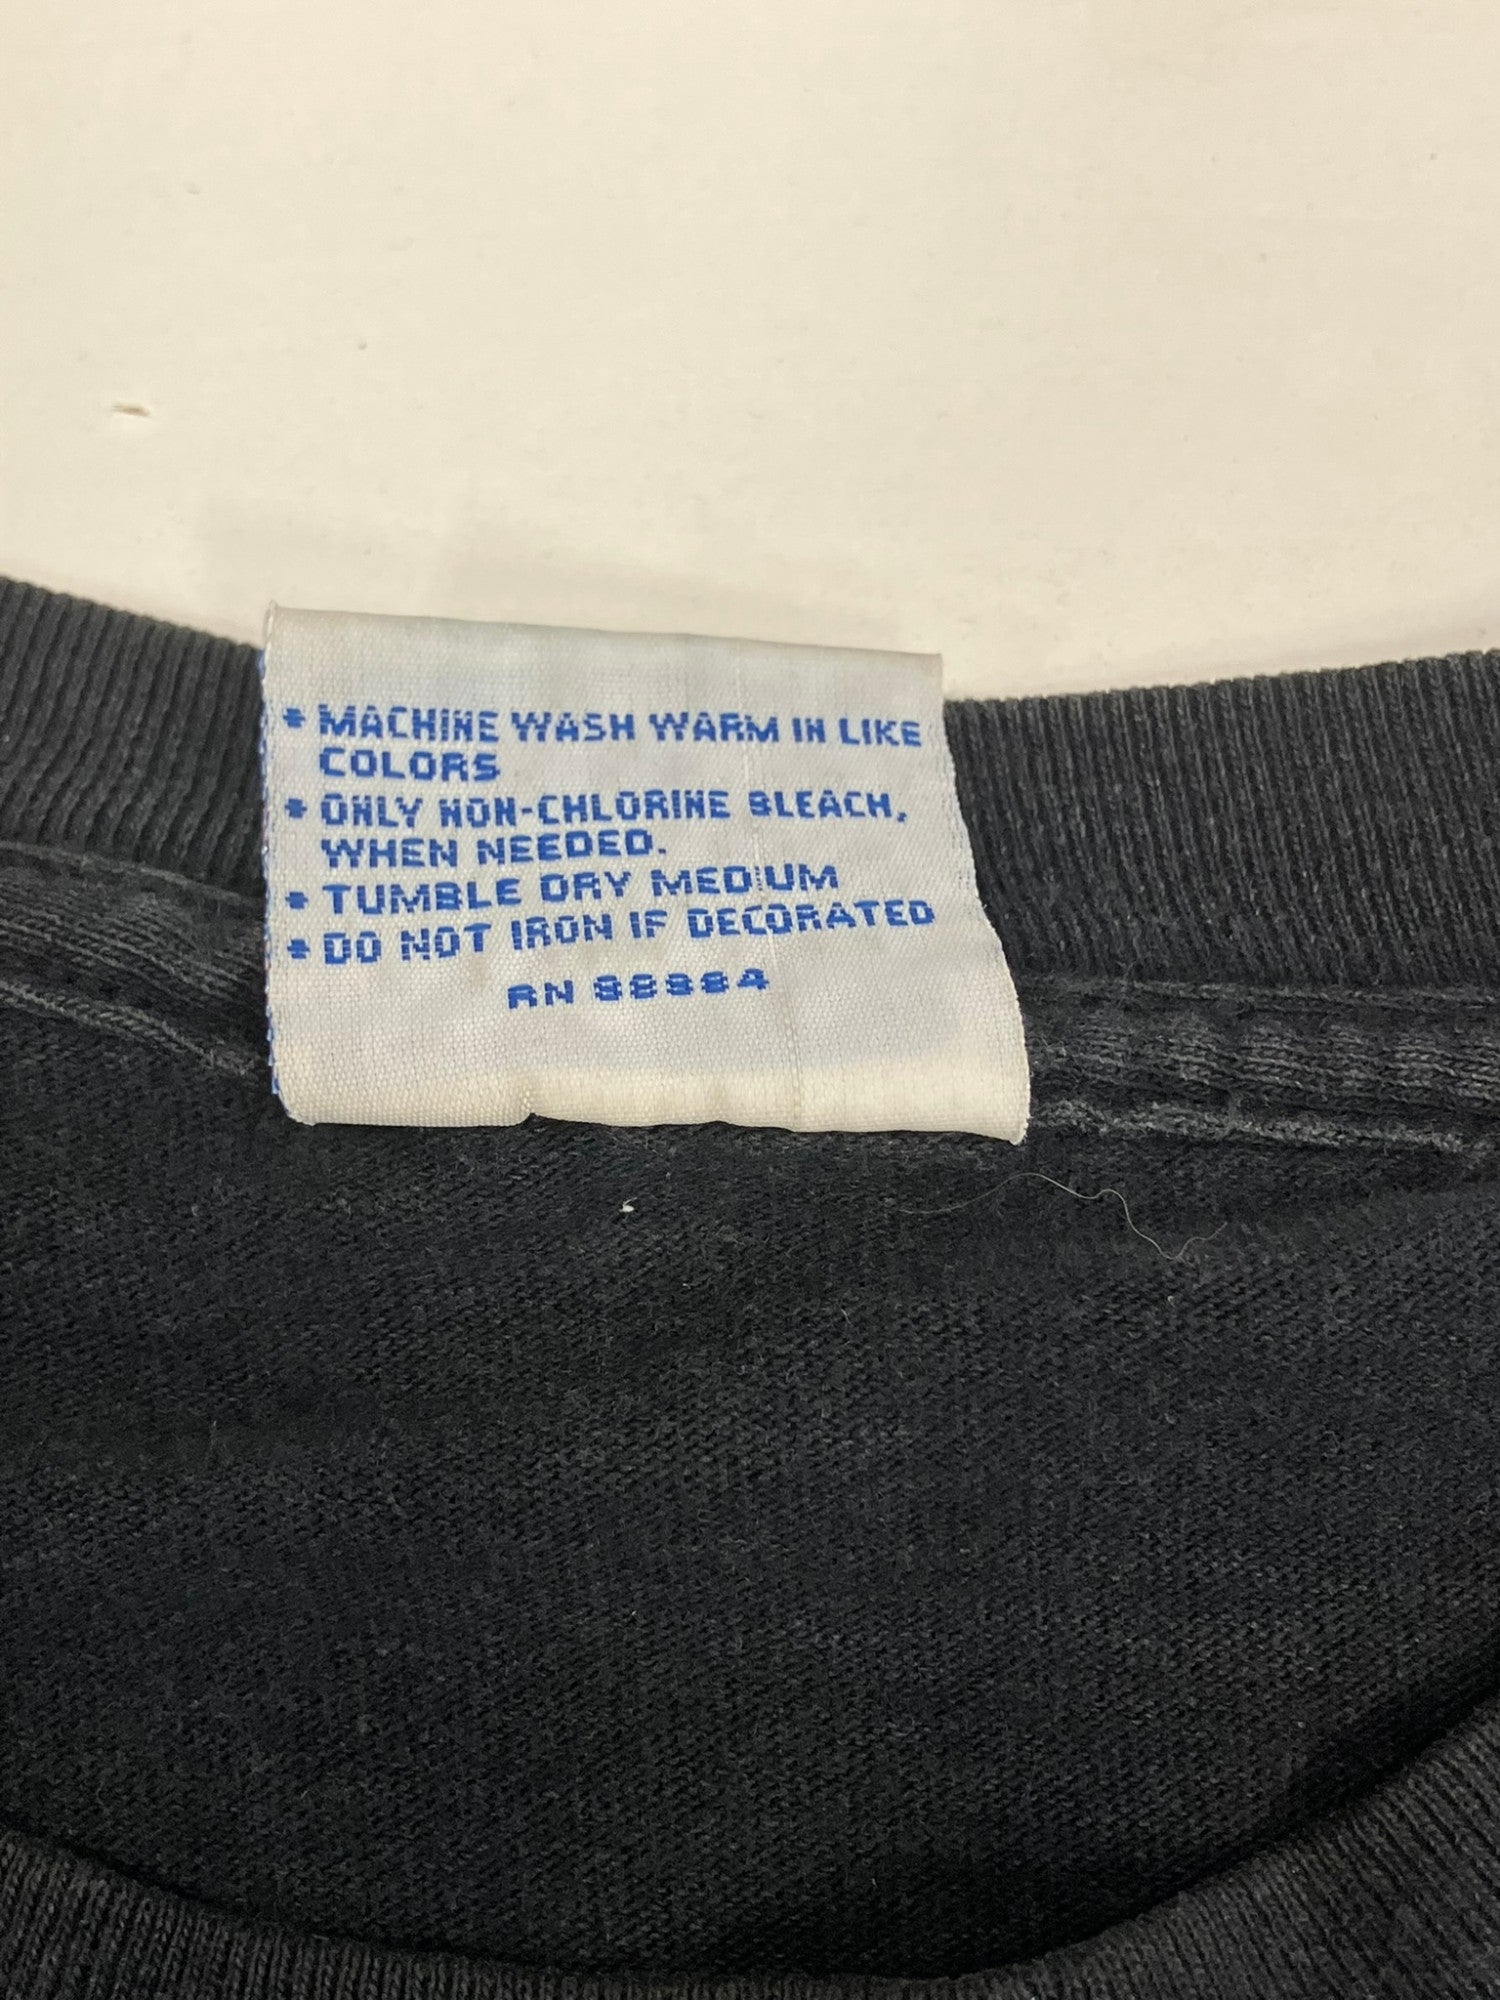 * MACHINE WASH WARM IN LIKE
COLORS
* ONLY NON-CHLORINE BLEACH,
WHEN NEEDED.
* TUMBLE DRY MEDIUM
* DO NOT IRON IF DECORATED
RN